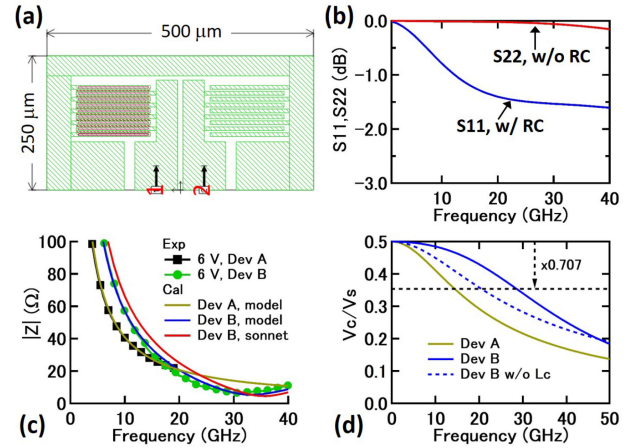 (a)
500 μm
250 μm
1
2
(b)
S11,S22 (dB)
0.0
-1.0
-2.0
-3.0
S22, w/o RC
S11, w/ RC
0 10 20 30 40
Frequency (GHz)
(c)
|Z| (Ω)
100
80
60
40
20
0
Exp
6 V, Dev A
6 V, Dev B
Cal
Dev A, model
Dev B, model
Dev B, sonnet
0 10 20 30 40
Frequency (GHz)
(d)
Vc/Vs
0.5
0.4
0.3
0.2
0.1
0.0
x0.707
Dev A
Dev B
Dev B w/o Lc
0 10 20 30 40 50
Frequency (GHz)